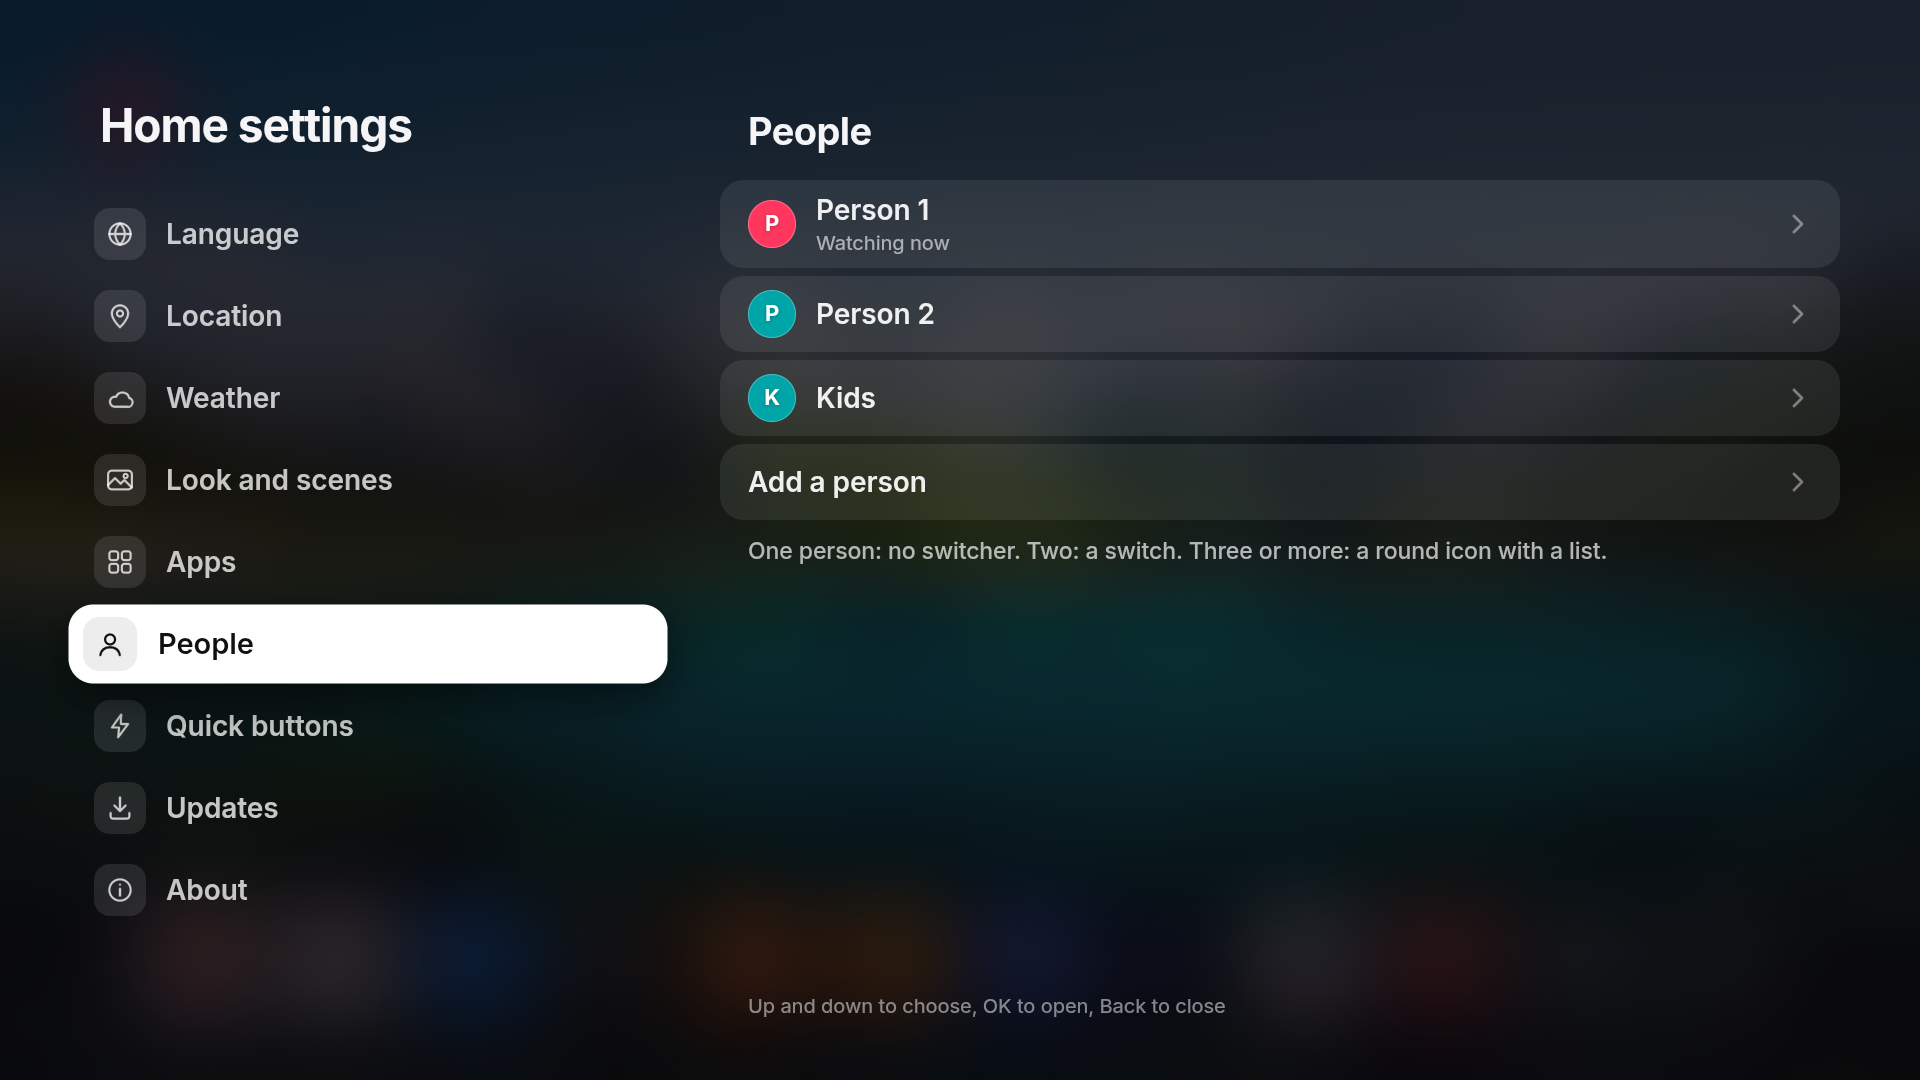 Home settings
Language
Location
Weather
Look and scenes
Apps
People
Quick buttons
Updates
About
People
P
Person 1
Watching now
P
Person 2
K
Kids
Add a person
One person: no switcher. Two: a switch. Three or more: a round icon with a list.
Up and down to choose, OK to open, Back to close